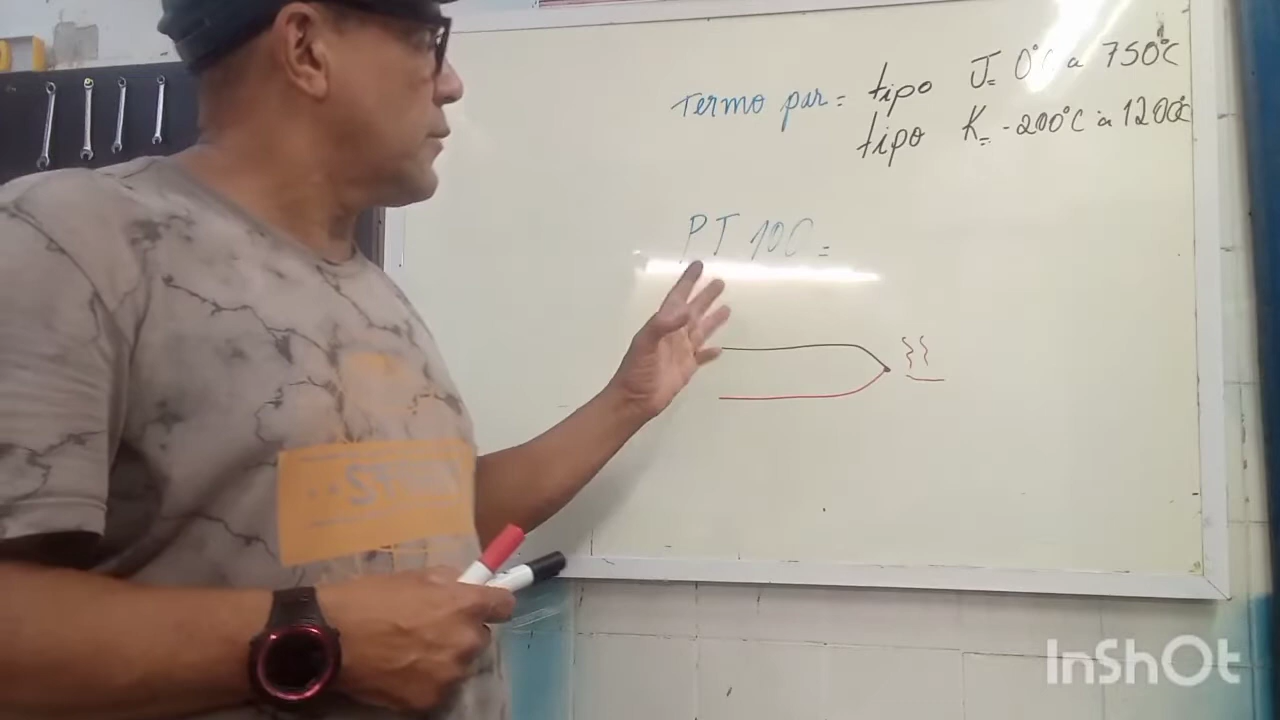 Termo par = tipo J = 0°C a 750°C
tipo K = -200°C a 1200°C
PT 100 =
InShOt